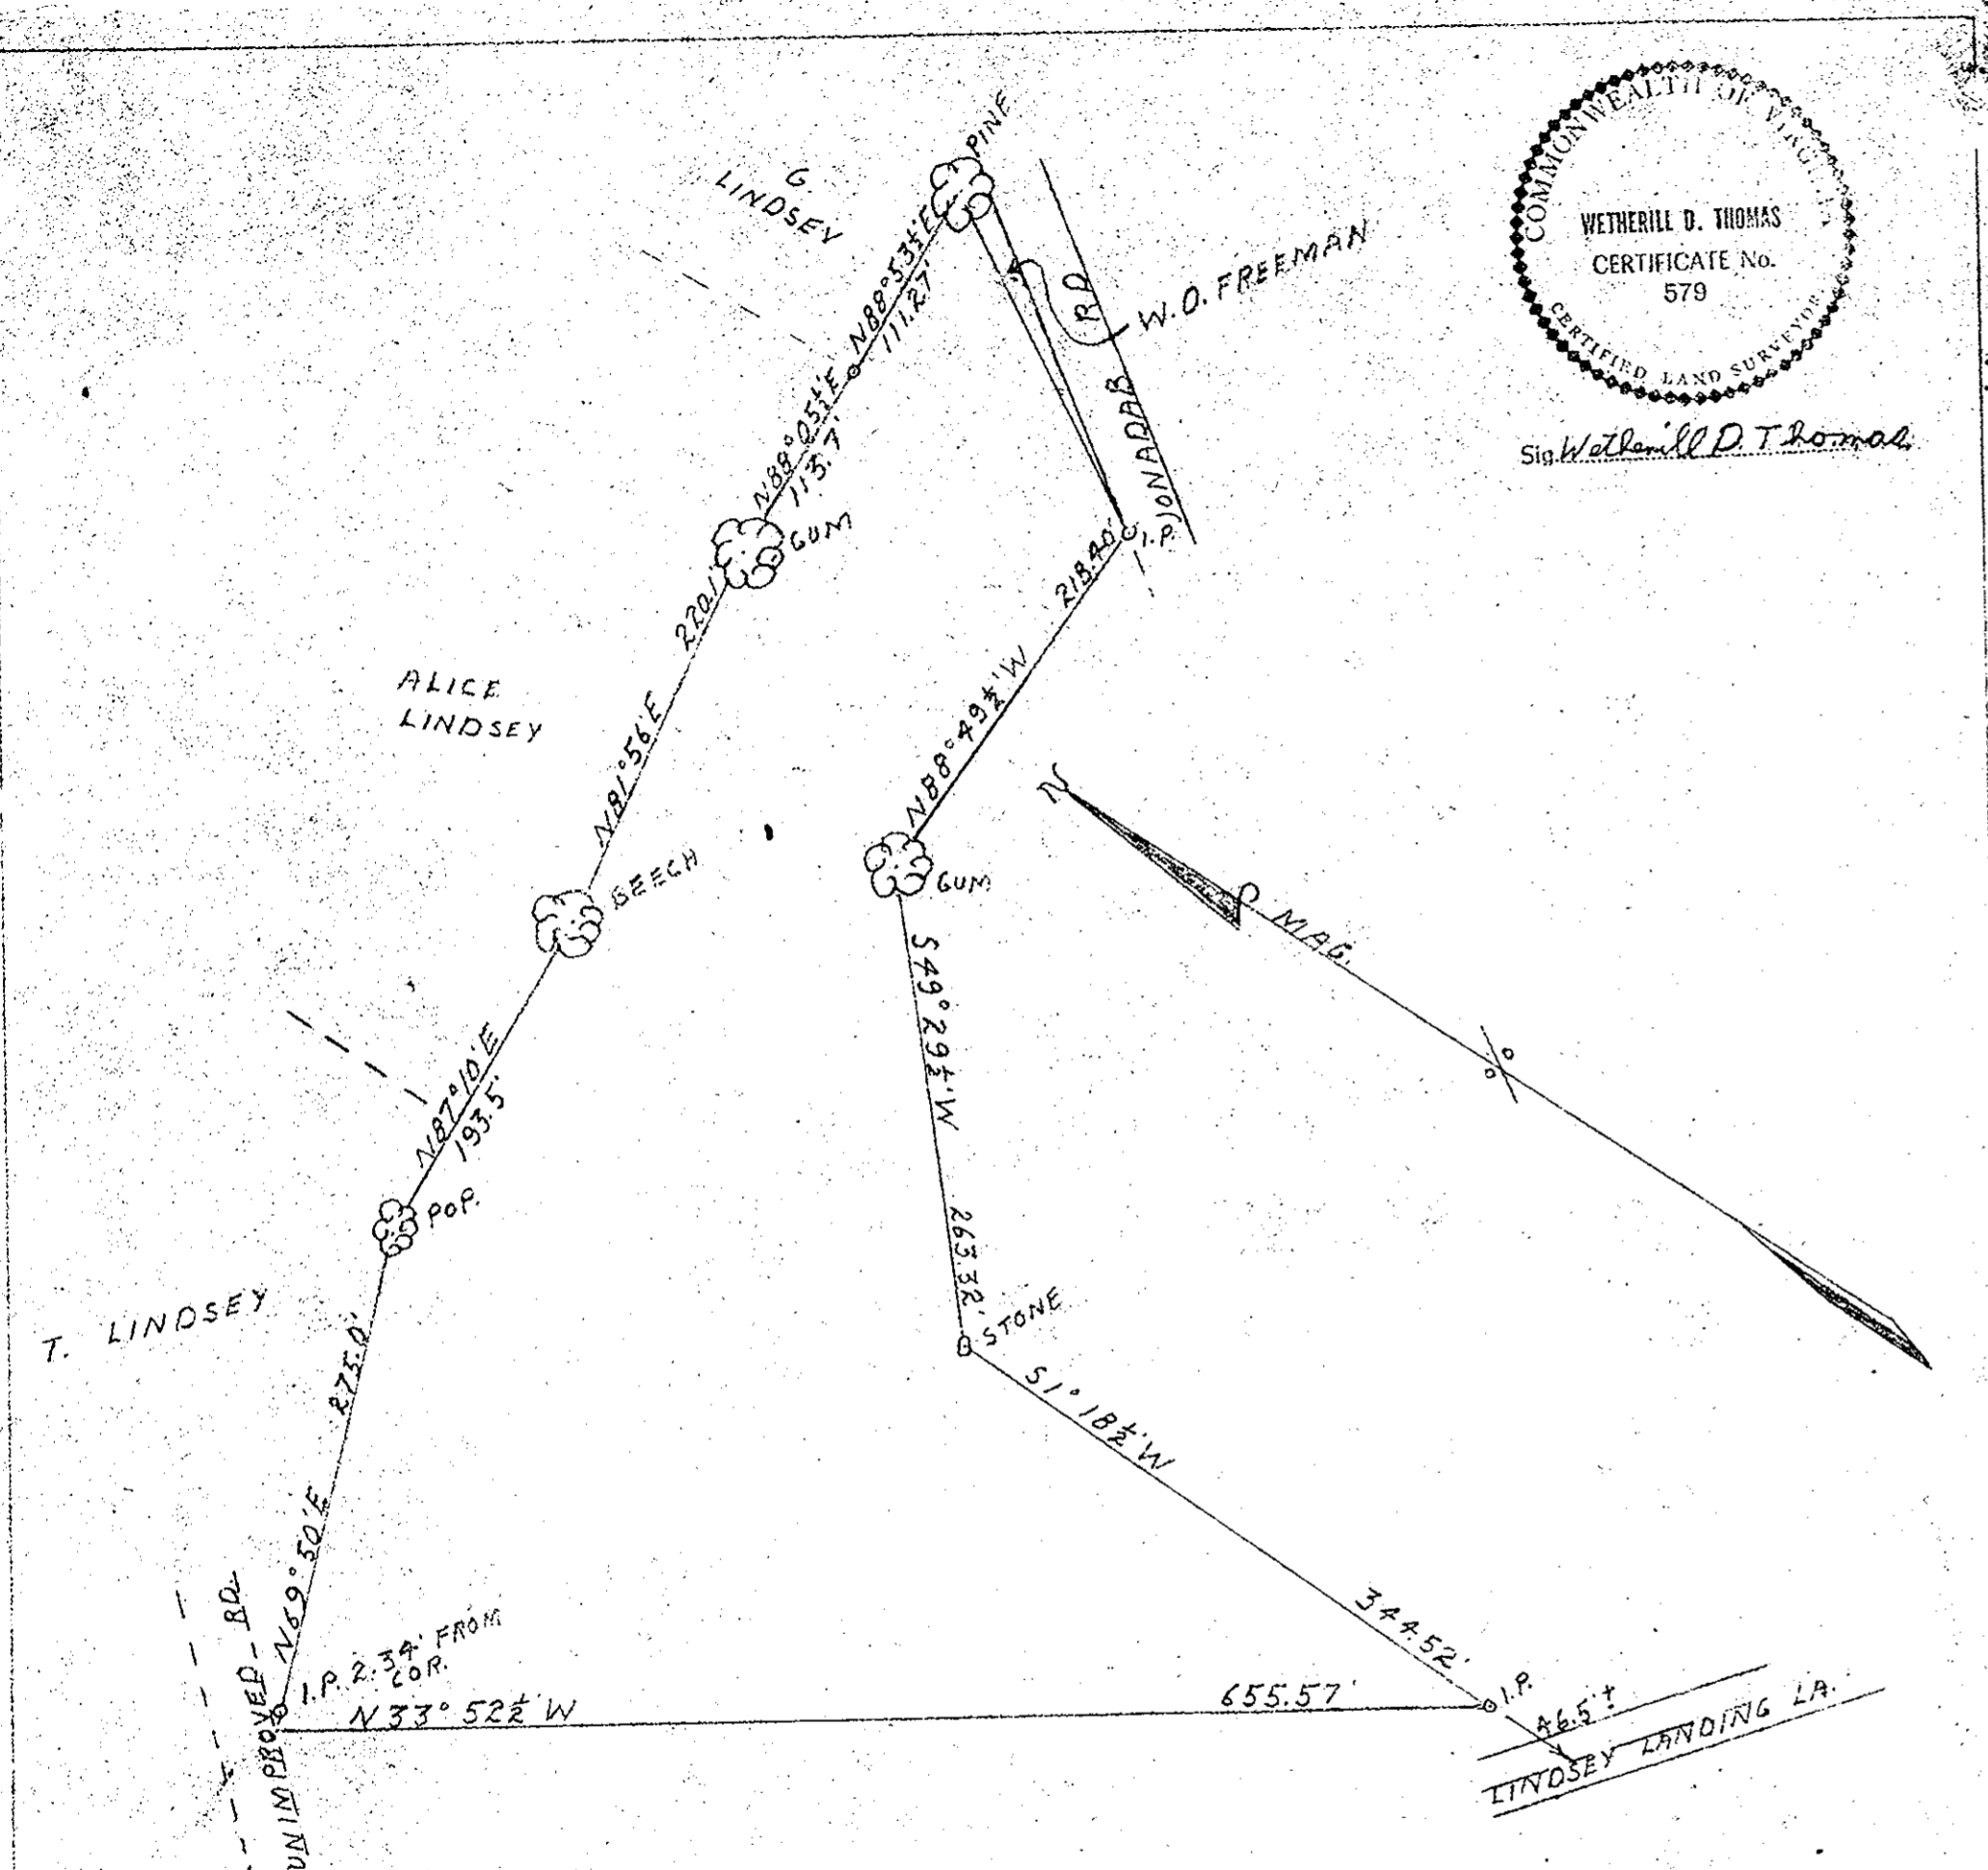 COMMONWEALTH OF VIRGINIA
WETHERILL D. THOMAS
CERTIFICATE No.
579
CERTIFIED LAND SURVEYOR
Sig. Wetherill D. Thomas
PINE
G.
LINDSEY
N88°53½'E
111.27'
RD
W.O. FREEMAN
JONADAB
N88°05½'E
113.7'
GUM
I.P.
218.40'
N88°49½'W
220.1'
N81°56'E
ALICE
LINDSEY
N
MAG.
BEECH
GUM
S49°29½'W
263.32'
N87°10'E
193.5'
POP.
STONE
T. LINDSEY
275.0'
N69°50'E
S1°18½'W
344.52'
UNIMPROVED - RD.
I.P. 2.34' FROM
COR.
N33°52½'W
655.57'
I.P.
46.5'±
LINDSEY LANDING LA.